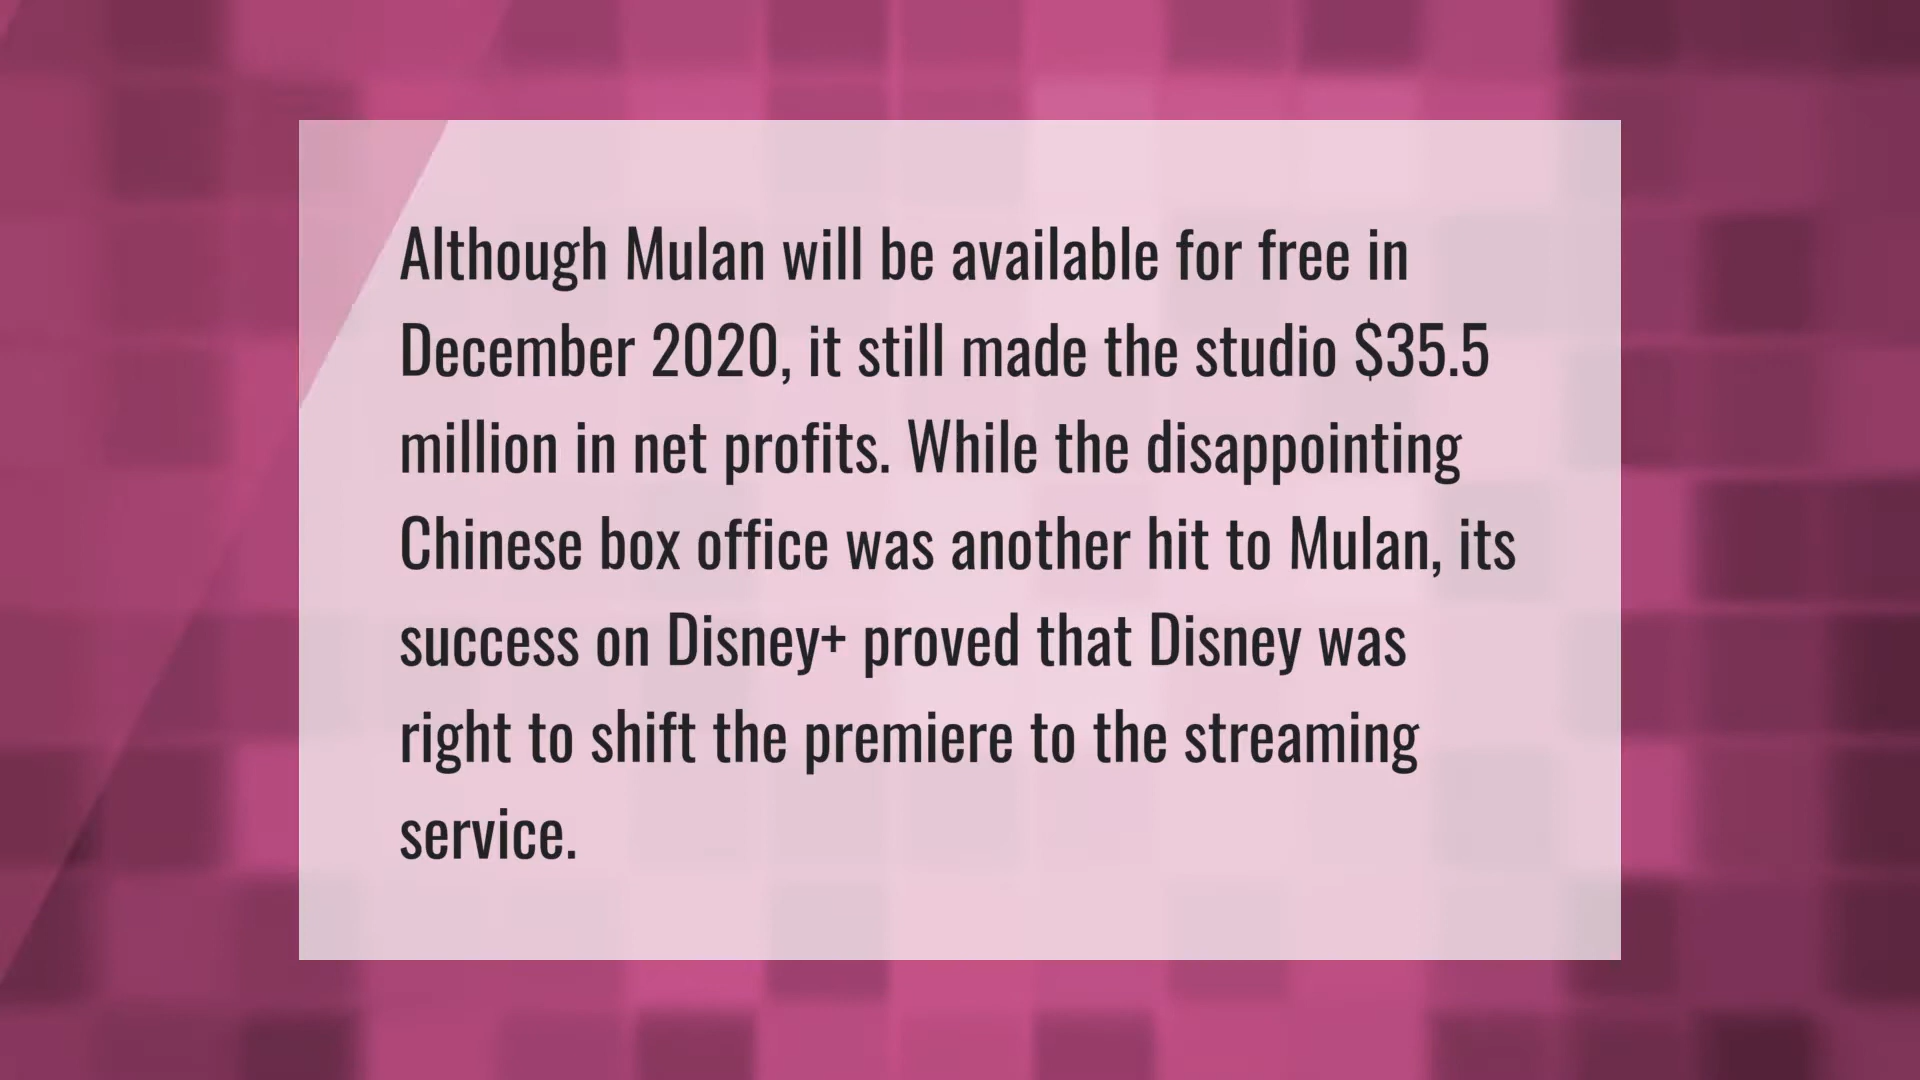 Although Mulan will be available for free in
December 2020, it still made the studio $35.5
million in net profits. While the disappointing
Chinese box office was another hit to Mulan, its
success on Disney+ proved that Disney was
right to shift the premiere to the streaming
service.